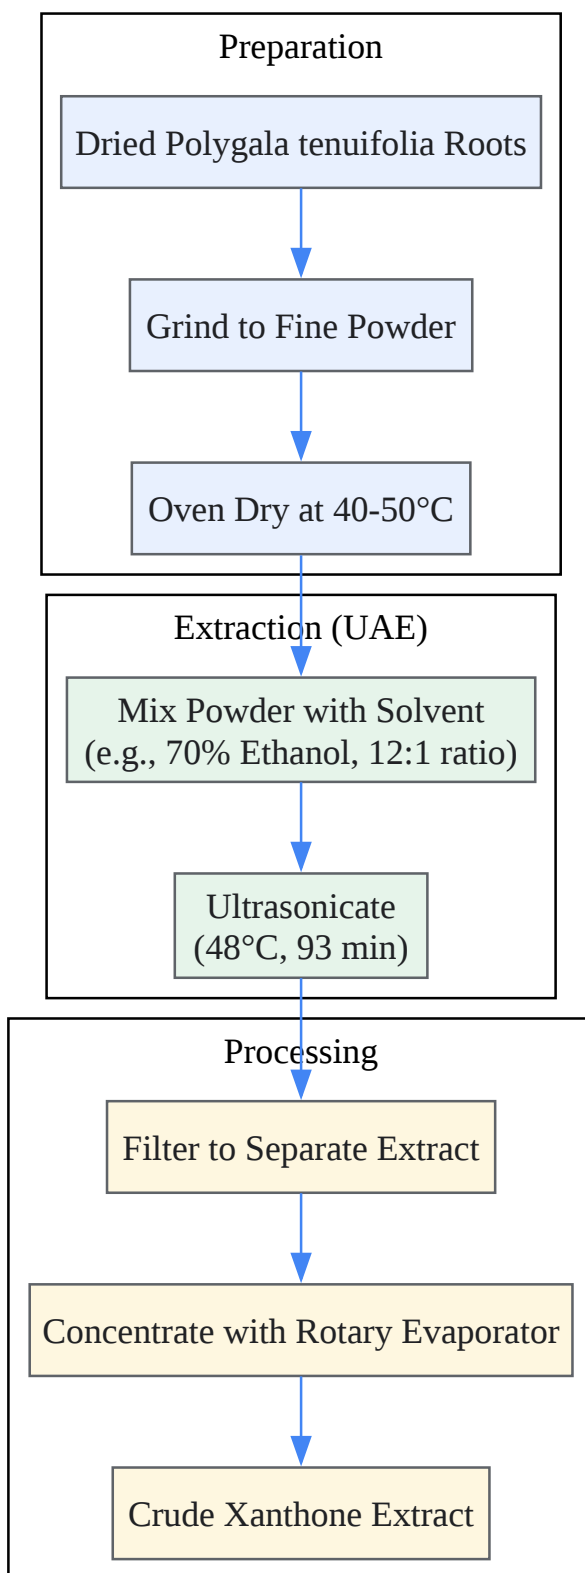 Preparation
Dried Polygala tenuifolia Roots
Grind to Fine Powder
Oven Dry at 40-50°C
Extraction (UAE)
Mix Powder with Solvent
(e.g., 70% Ethanol, 12:1 ratio)
Ultrasonicate
(48°C, 93 min)
Processing
Filter to Separate Extract
Concentrate with Rotary Evaporator
Crude Xanthone Extract